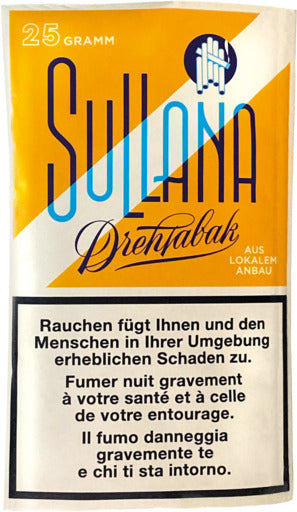 25 GRAMM
SULLANA
Drehtabak
AUS
LOKALEM
ANBAU
Rauchen fügt Ihnen und den
Menschen in Ihrer Umgebung
erheblichen Schaden zu.
Fumer nuit gravement
à votre santé et à celle
de votre entourage.
Il fumo danneggia
gravemente te
e chi ti sta intorno.